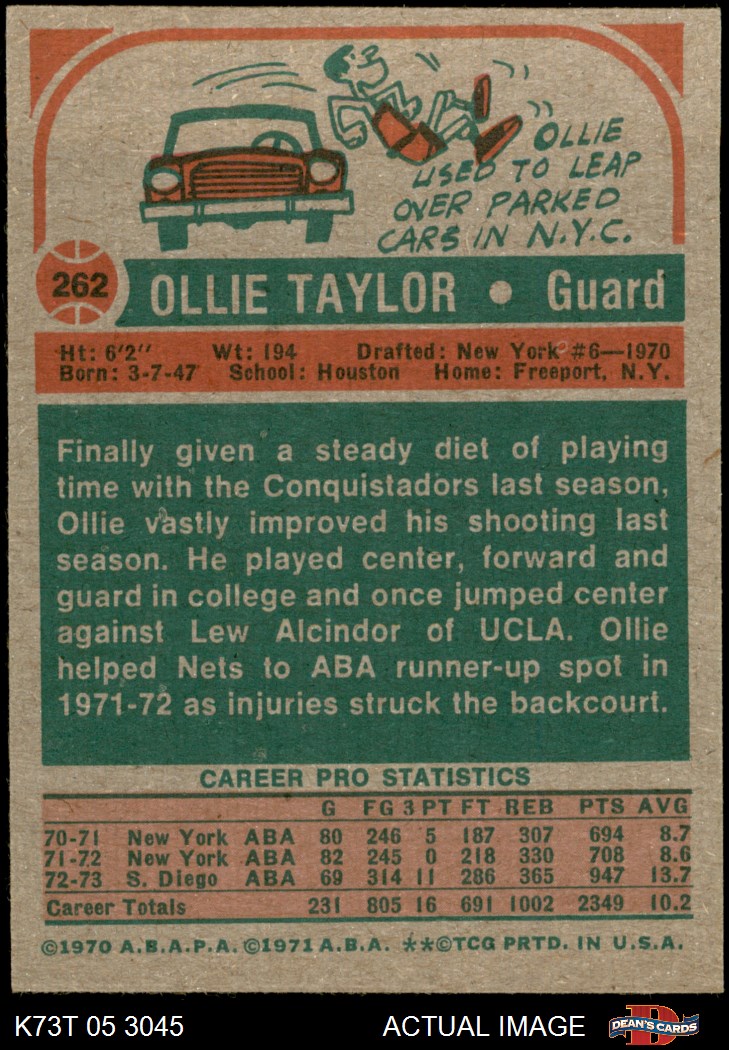 OLLIE
USED TO LEAP
OVER PARKED
CARS IN N.Y.C.
262 OLLIE TAYLOR • Guard
Ht: 6'2" Wt: 194 Drafted: New York #6—1970
Born: 3-7-47 School: Houston Home: Freeport, N.Y.
Finally given a steady diet of playing
time with the Conquistadors last season,
Ollie vastly improved his shooting last
season. He played center, forward and
guard in college and once jumped center
against Lew Alcindor of UCLA. Ollie
helped Nets to ABA runner-up spot in
1971-72 as injuries struck the backcourt.
CAREER PRO STATISTICS
G FG 3 PT FT REB PTS AVG
70-71 New York ABA 80 246 5 187 307 694 8.7
71-72 New York ABA 82 245 0 218 330 708 8.6
72-73 S. Diego ABA 69 314 11 286 365 947 13.7
Career Totals 231 805 16 691 1002 2349 10.2
©1970 A.B.A.P.A. ©1971 A.B.A. **©TCG PRTD. IN U.S.A.
K73T 05 3045 ACTUAL IMAGE DEAN'S CARDS